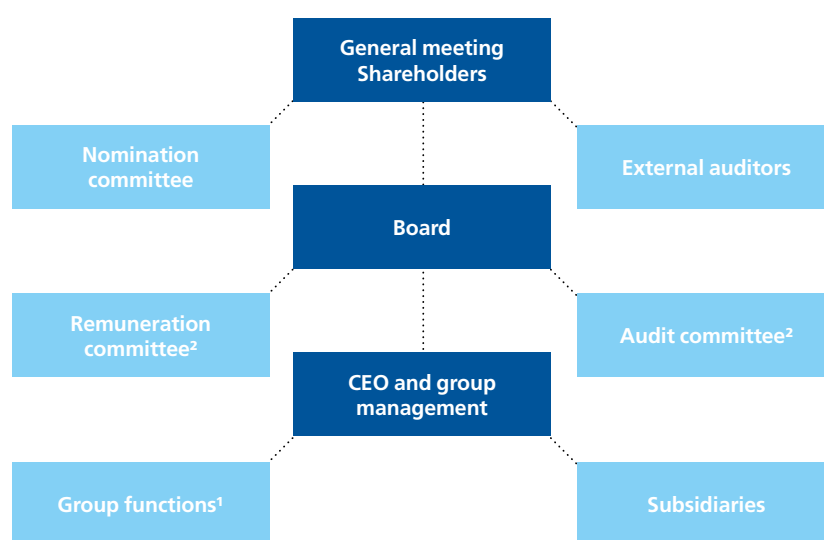 General meeting
Shareholders
Nomination
committee
External auditors
Board
Remuneration
committee²
Audit committee²
CEO and group
management
Group functions¹
Subsidiaries